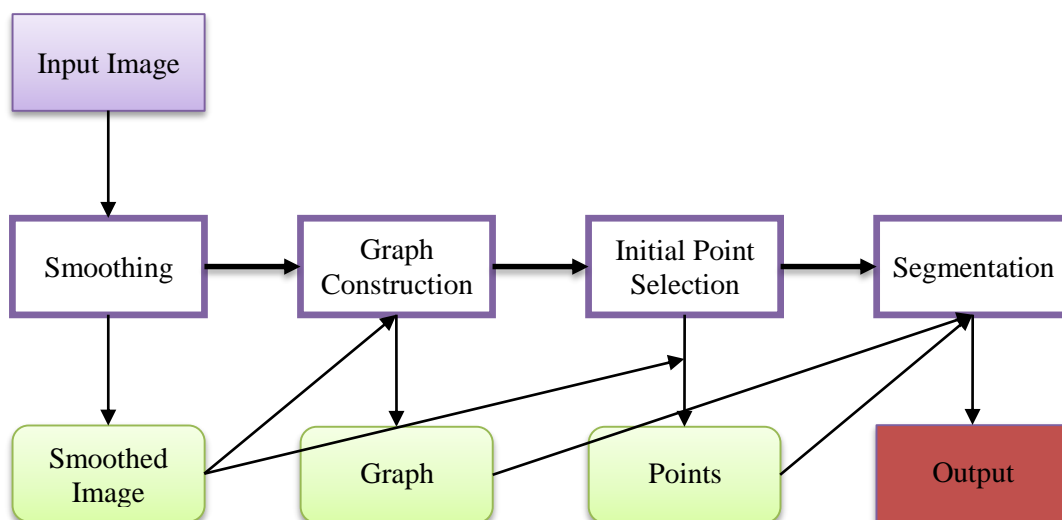 Input Image
Smoothing
Graph
Construction
Initial Point
Selection
Segmentation
Smoothed
Image
Graph
Points
Output